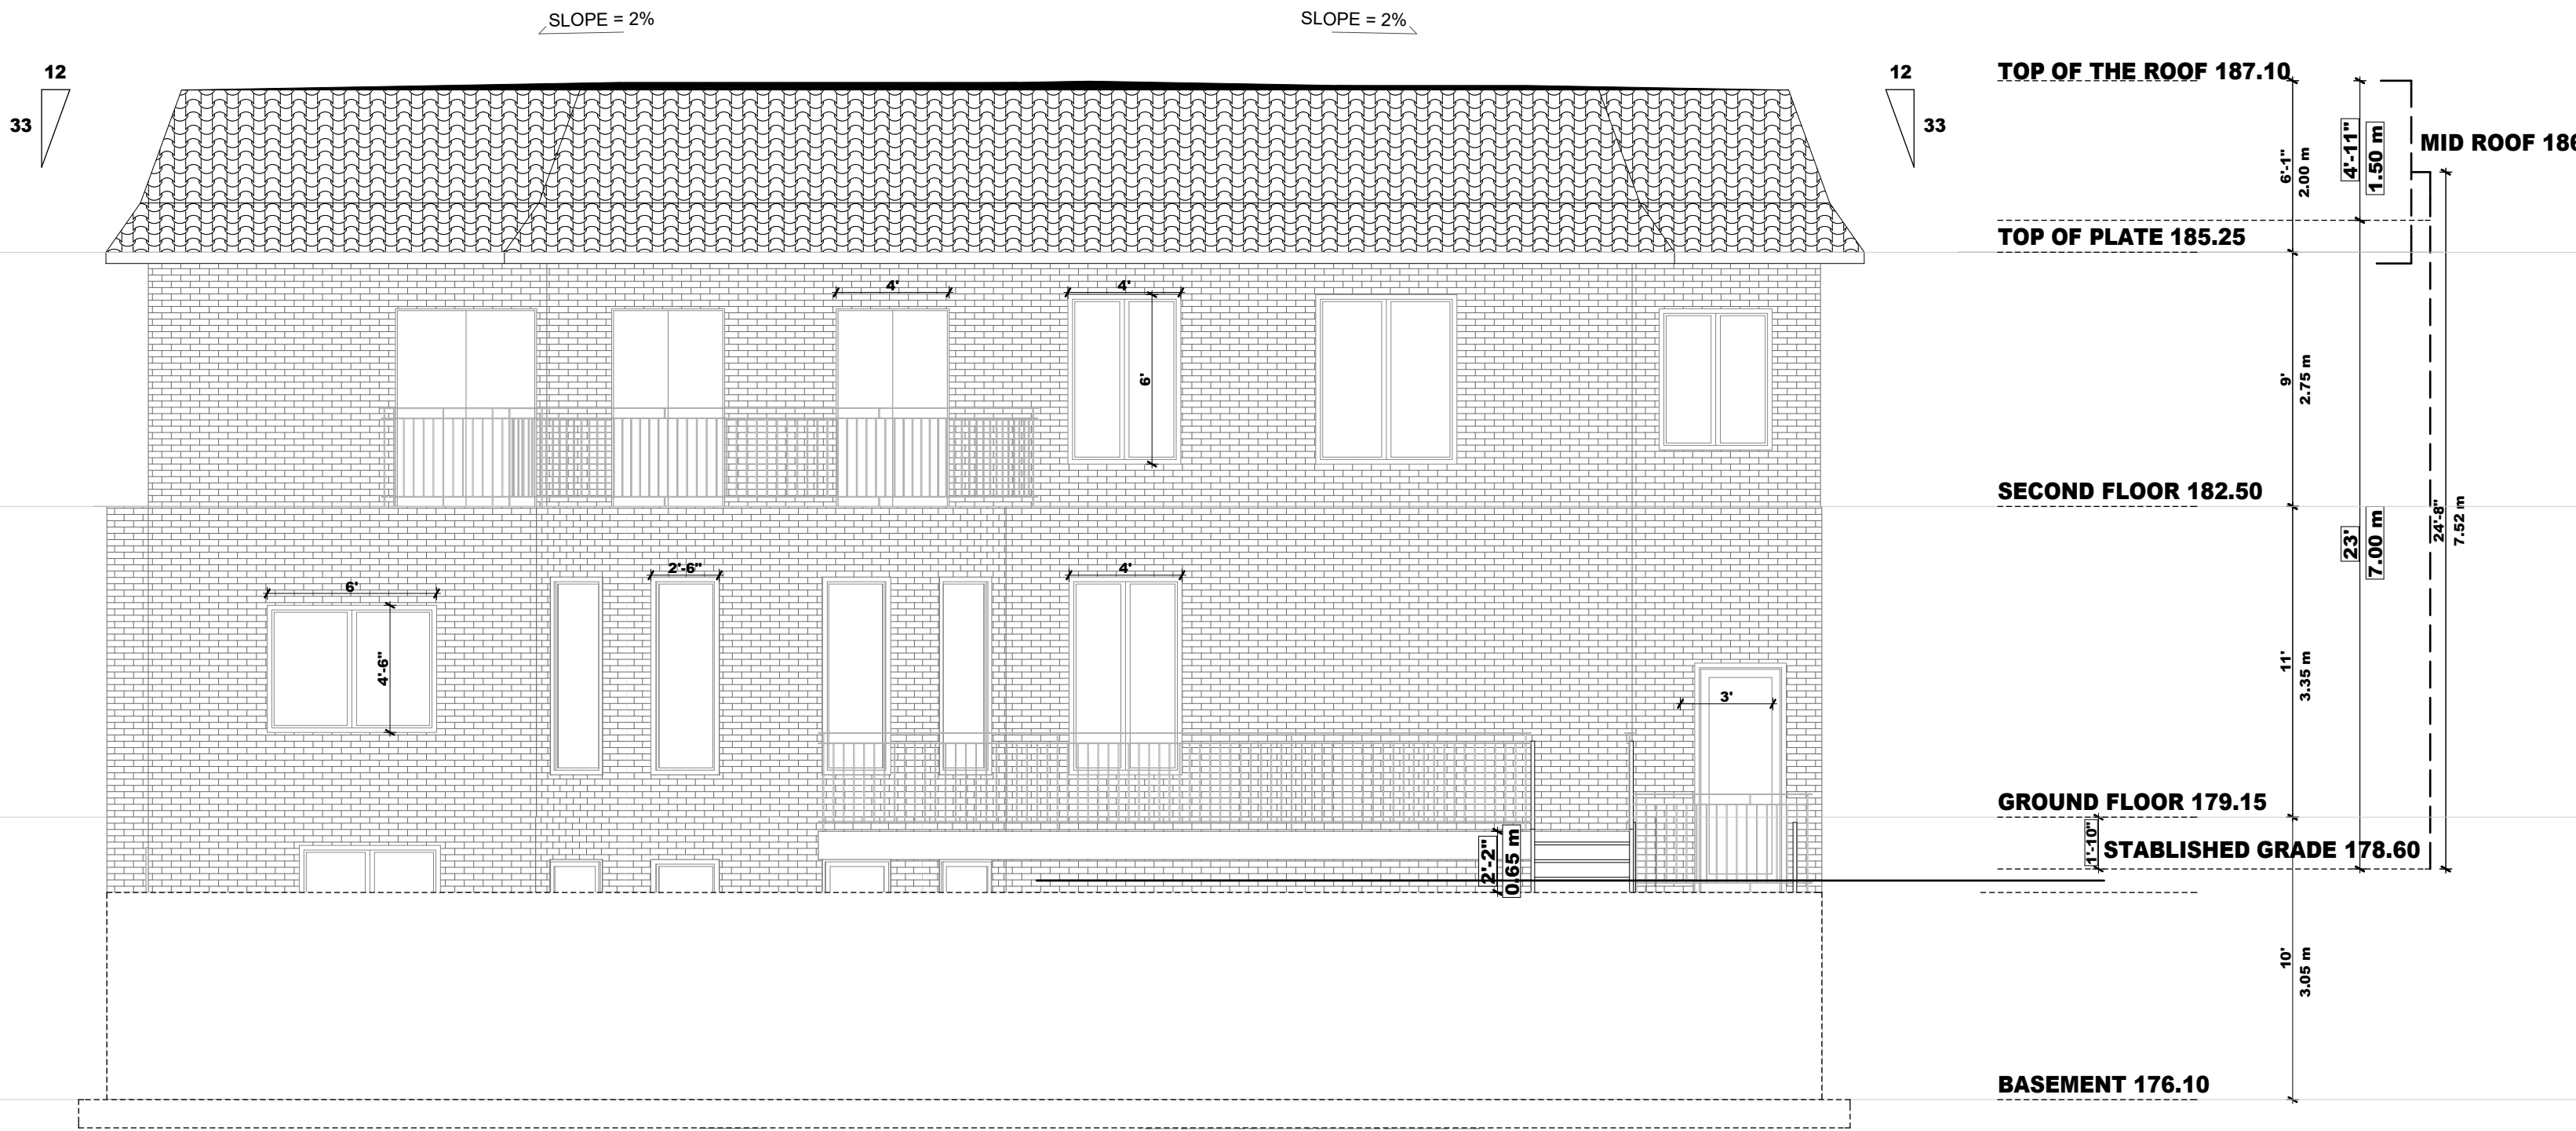 SLOPE = 2%
SLOPE = 2%
12
33
12
33
TOP OF THE ROOF 187.10
MID ROOF 186
6'-1"
2.00 m
4'-11"
1.50 m
TOP OF PLATE 185.25
4'
4'
6'
9'
2.75 m
SECOND FLOOR 182.50
23'
7.00 m
24'-8"
7.52 m
6'
4'-6"
2'-6"
4'
3'
11'
3.35 m
GROUND FLOOR 179.15
1'-10"
STABLISHED GRADE 178.60
2'-2"
0.65 m
10'
3.05 m
BASEMENT 176.10